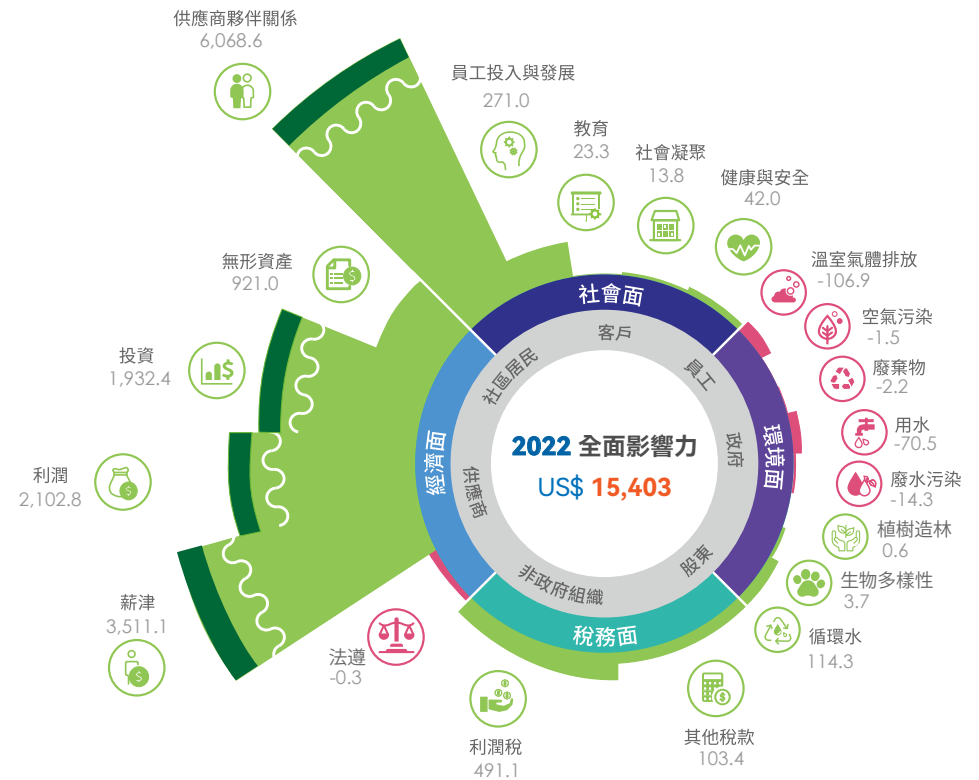 供應商夥伴關係
6,068.6
員工投入與發展
271.0
教育
23.3
社會凝聚
13.8
健康與安全
42.0
溫室氣體排放
-106.9
空氣污染
-1.5
廢棄物
-2.2
用水
-70.5
廢水污染
-14.3
植樹造林
0.6
生物多樣性
3.7
循環水
114.3
其他稅款
103.4
利潤稅
491.1
法遵
-0.3
薪津
3,511.1
利潤
2,102.8
投資
1,932.4
無形資產
921.0
社會面
環境面
稅務面
經濟面
客戶
員工
政府
股東
非政府組織
供應商
社區居民
2022 全面影響力
US$ 15,403